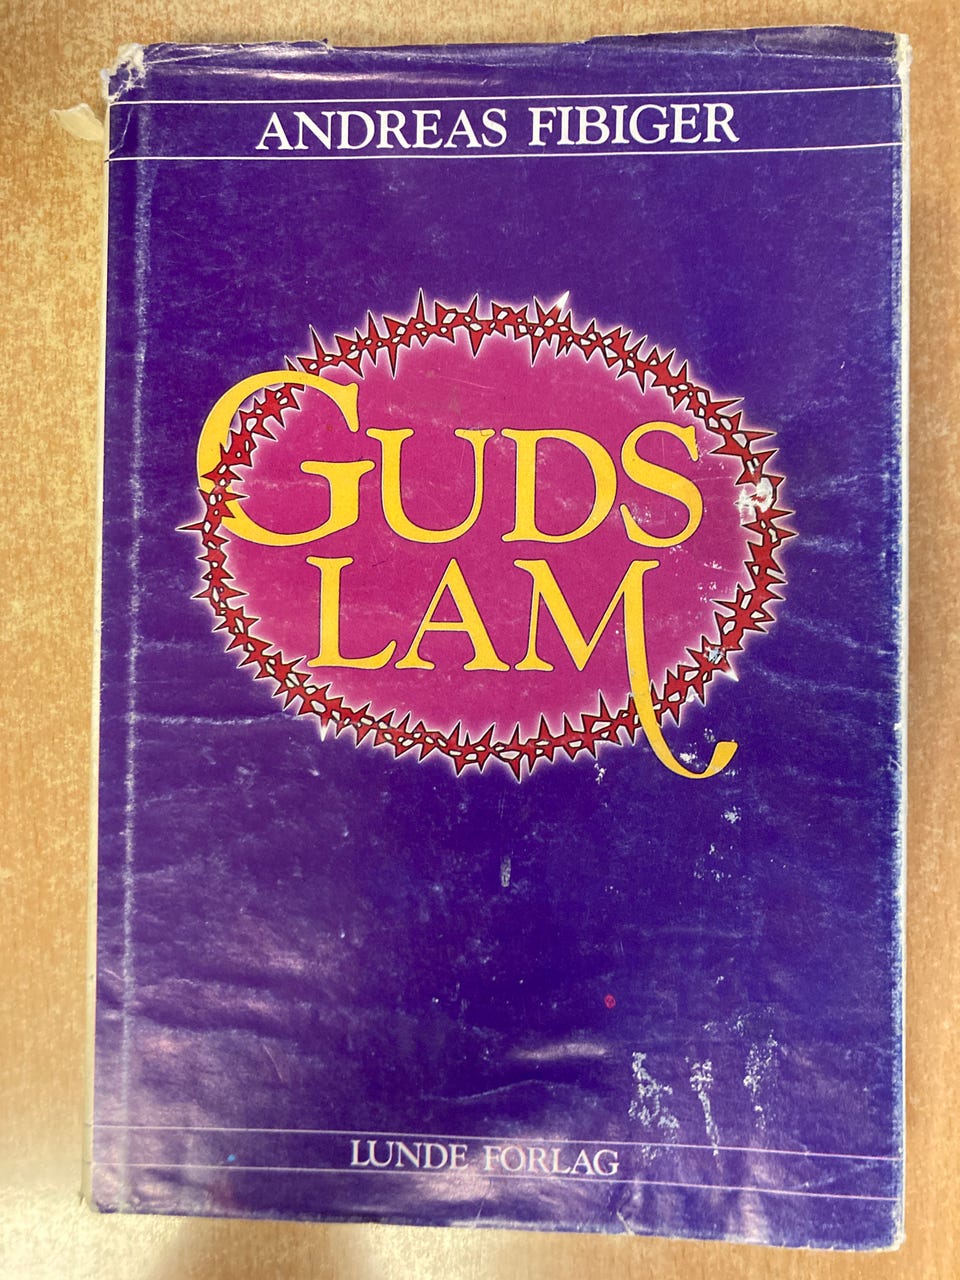 ANDREAS FIBIGER
GUDS
LAM
LUNDE FORLAG